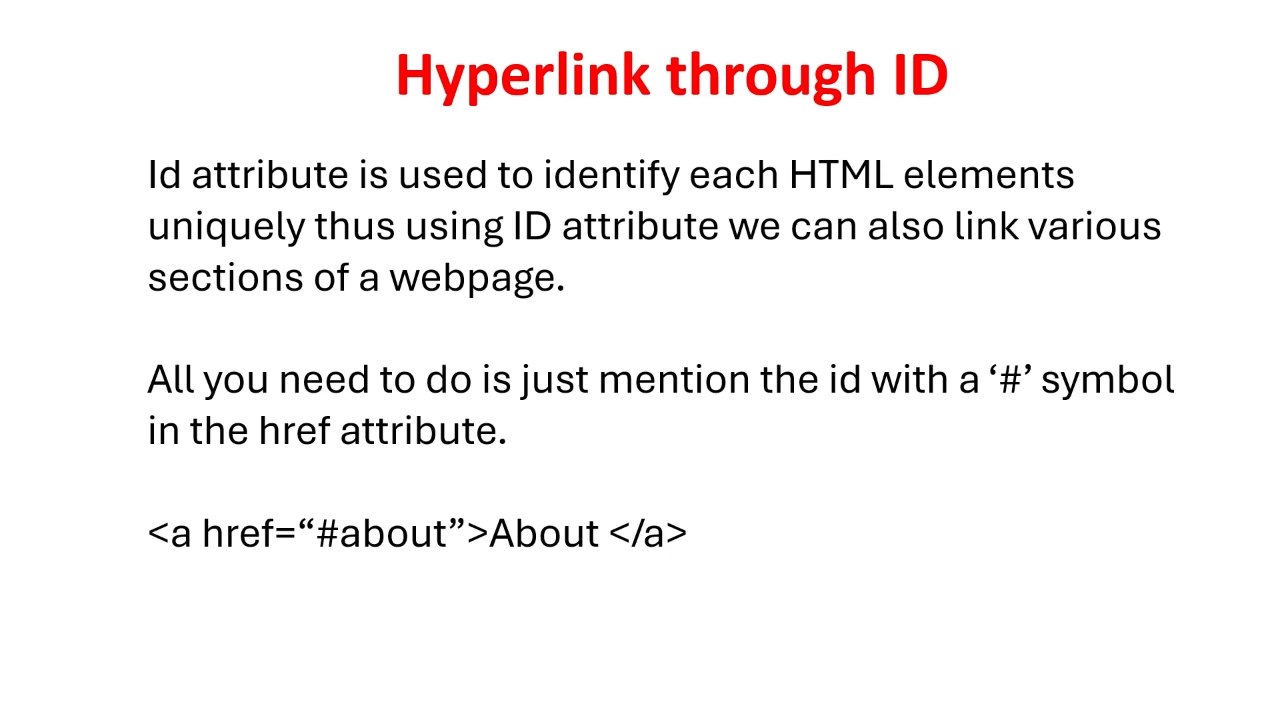 Hyperlink through ID
Id attribute is used to identify each HTML elements
uniquely thus using ID attribute we can also link various
sections of a webpage.
All you need to do is just mention the id with a ‘#’ symbol
in the href attribute.
<a href=“#about”>About </a>